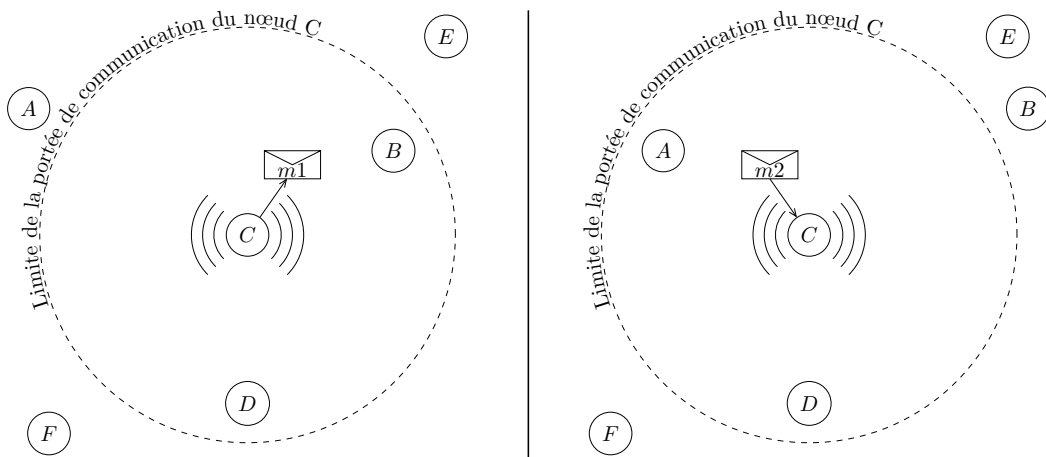 Limite de la portée de communication du nœud C
E
A
B
m1
C
D
F
Limite de la portée de communication du nœud C
E
B
A
m2
C
D
F